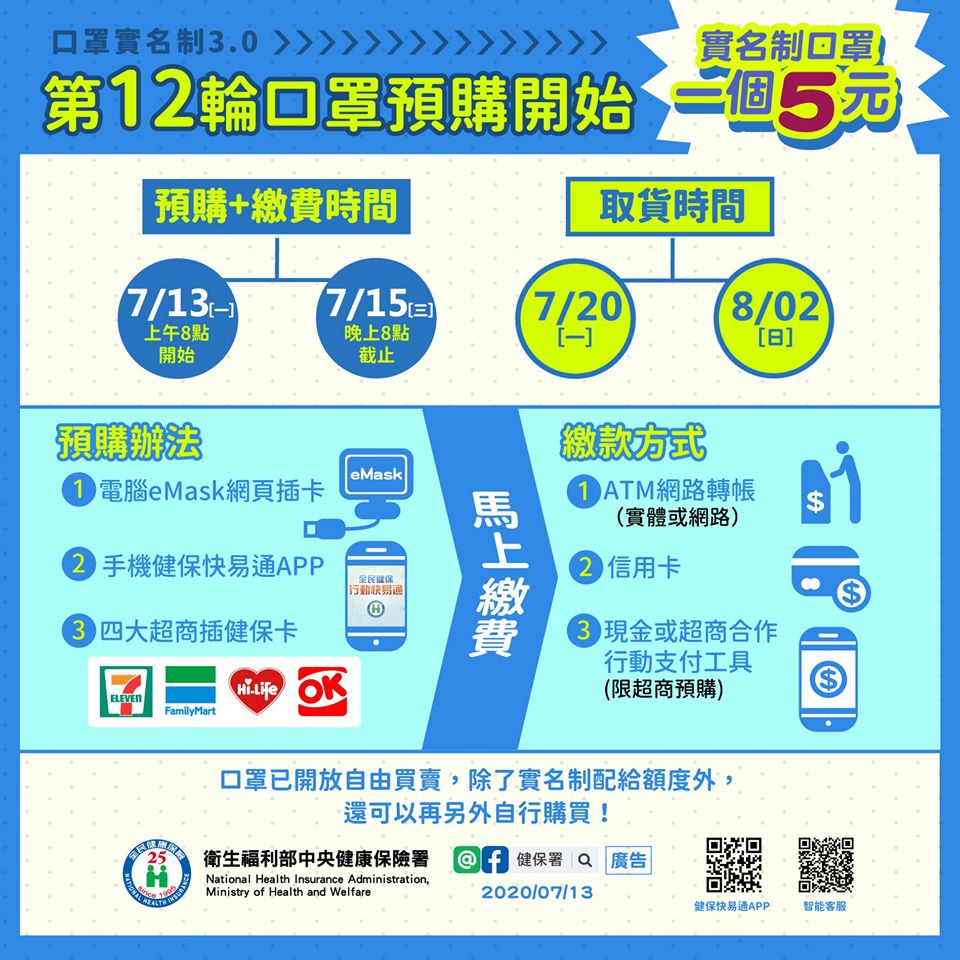 口罩實名制3.0
第12輪口罩預購開始
實名制口罩
一個5元
預購+繳費時間
7/13[一]
上午8點
開始
7/15[三]
晚上8點
截止
取貨時間
7/20
[一]
8/02
[日]
預購辦法
1 電腦eMask網頁插卡
eMask
2 手機健保快易通APP
全民健保
行動快易通
3 四大超商插健保卡
7 ELEVEn
FamilyMart
Hi-Life
OK
馬上繳費
繳款方式
1 ATM網路轉帳
(實體或網路)
$
2 信用卡
$
3 現金或超商合作
行動支付工具
(限超商預購)
$
口罩已開放自由買賣，除了實名制配給額度外，
還可以再另外自行購買！
全民健康保險
25
since 1995
NATIONAL HEALTH INSURANCE
衛生福利部中央健康保險署
National Health Insurance Administration,
Ministry of Health and Welfare
@ f 健保署 廣告
2020/07/13
健保快易通APP
智能客服